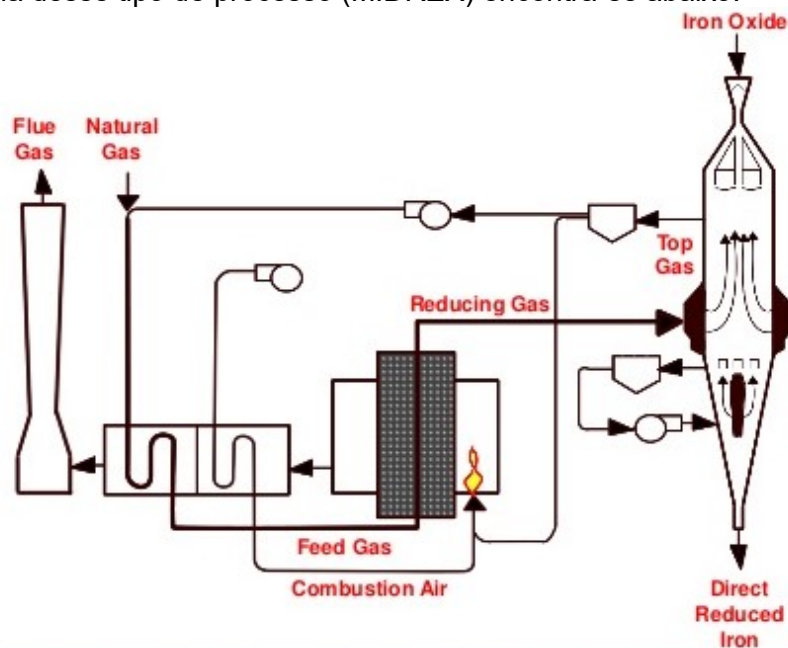 Iron Oxide
Flue
Gas
Natural
Gas
Top
Gas
Reducing Gas
Feed Gas
Combustion Air
Direct
Reduced
Iron